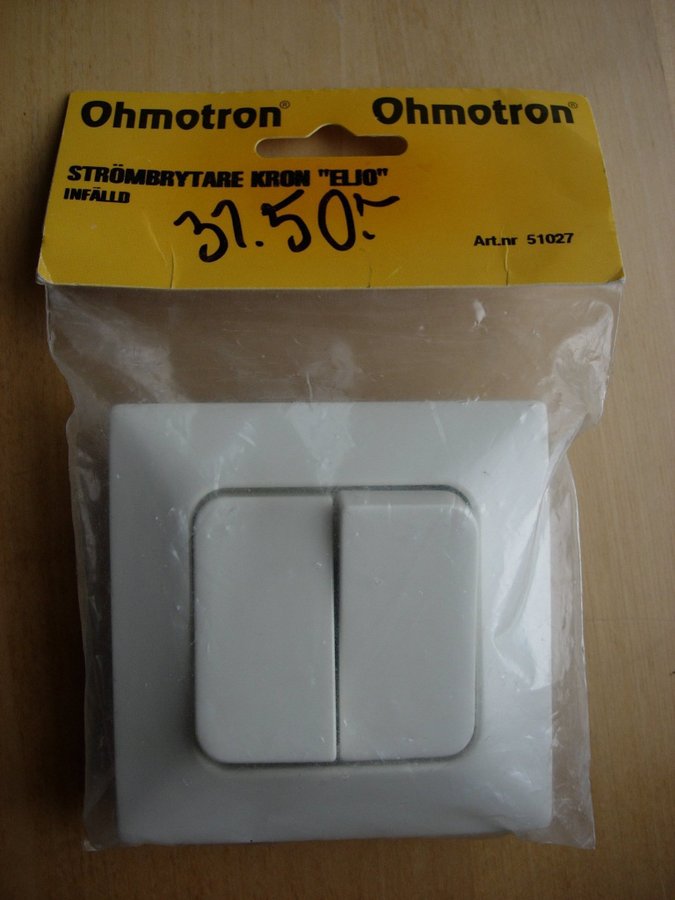 Ohmotron® Ohmotron®
STRÖMBRYTARE KRON "ELJO"
INFÄLLD
37.50:-
Art.nr 51027